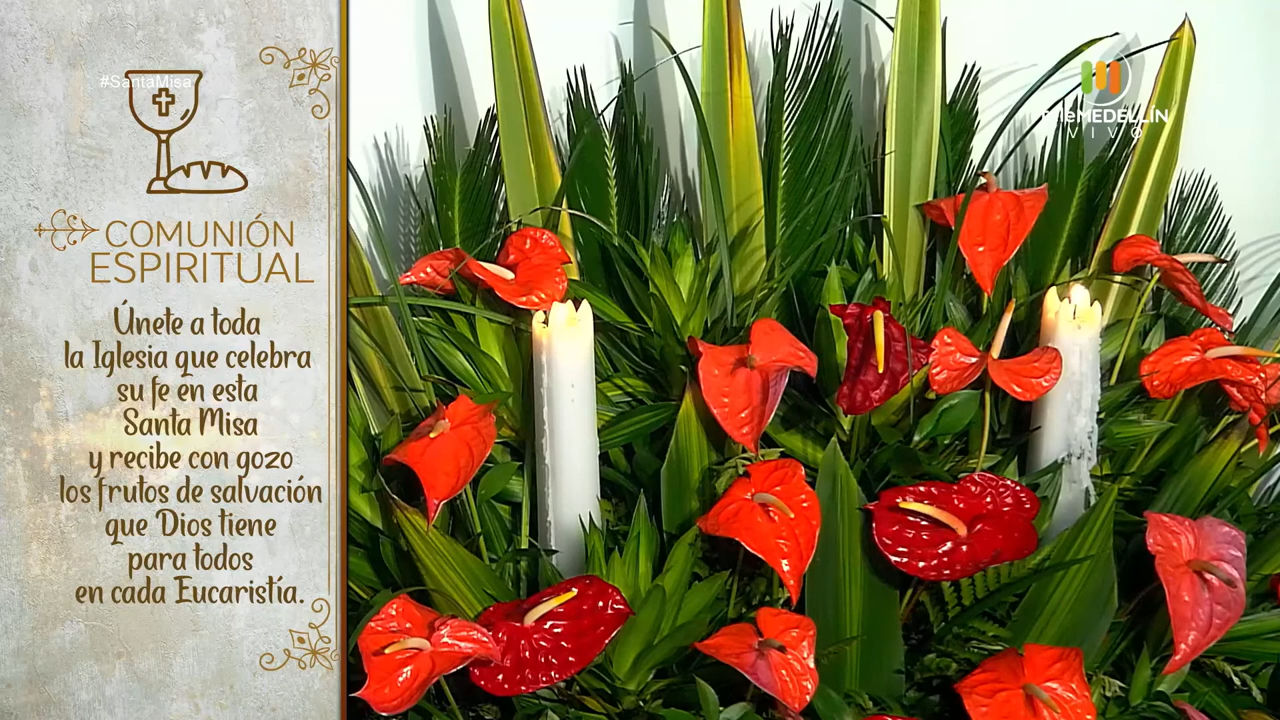 #SantaMisa
COMUNIÓN
ESPIRITUAL
Únete a toda
la Iglesia que celebra
su fe en esta
Santa Misa
y recibe con gozo
los frutos de salvación
que Dios tiene
para todos
en cada Eucaristía.
MEDELLÍN
VIVO